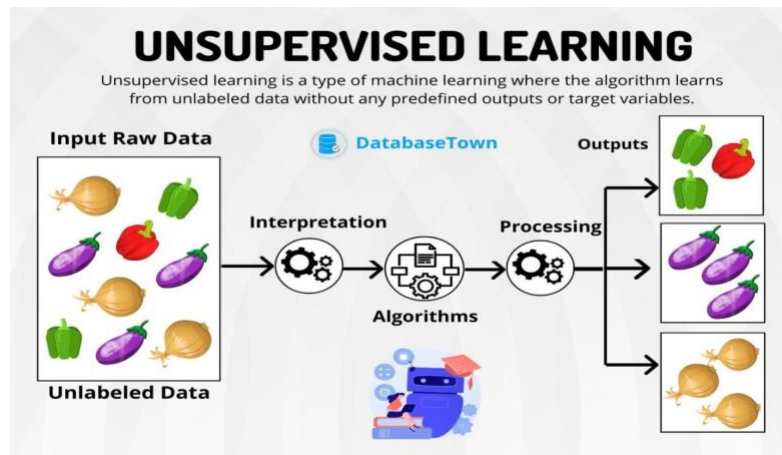 UNSUPERVISED LEARNING
Unsupervised learning is a type of machine learning where the algorithm learns
from unlabeled data without any predefined outputs or target variables.
Input Raw Data
DatabaseTown
Outputs
Interpretation
Processing
Algorithms
Unlabeled Data